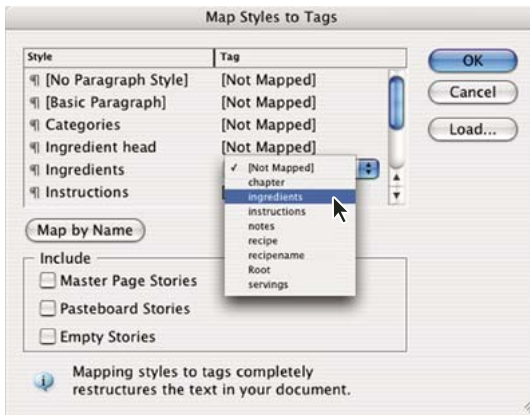 Map Styles to Tags
Style Tag
¶ [No Paragraph Style] [Not Mapped]
¶ [Basic Paragraph] [Not Mapped]
¶ Categories [Not Mapped]
¶ Ingredient head [Not Mapped]
¶ Ingredients
¶ Instructions
✓ [Not Mapped]
chapter
ingredients
instructions
notes
recipe
recipename
Root
servings
OK
Cancel
Load...
Map by Name
Include
Master Page Stories
Pasteboard Stories
Empty Stories
Mapping styles to tags completely
restructures the text in your document.